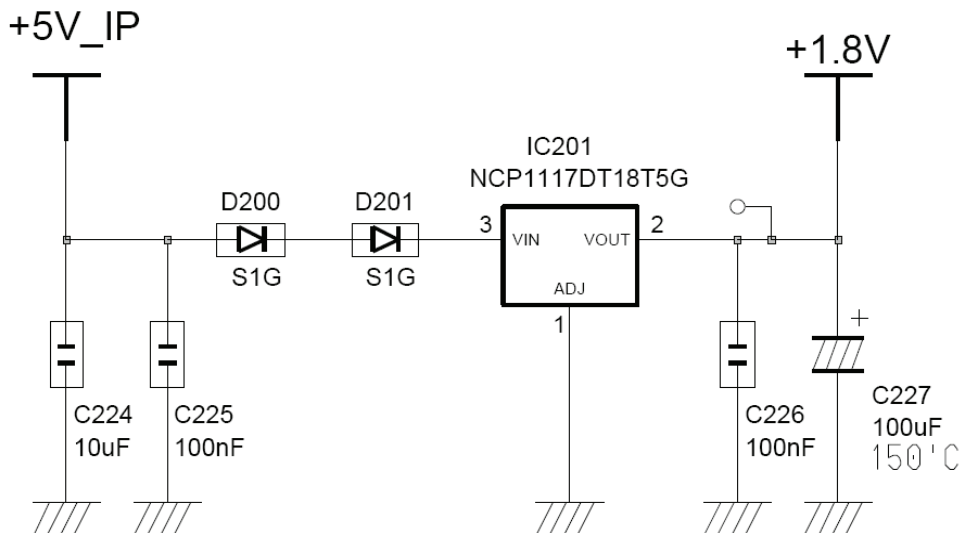 +5V_IP
+1.8V
IC201
NCP1117DT18T5G
D200
D201
3
VIN
VOUT
2
S1G
S1G
ADJ
1
+
C224
10uF
C225
100nF
C226
100nF
C227
100uF
150'C